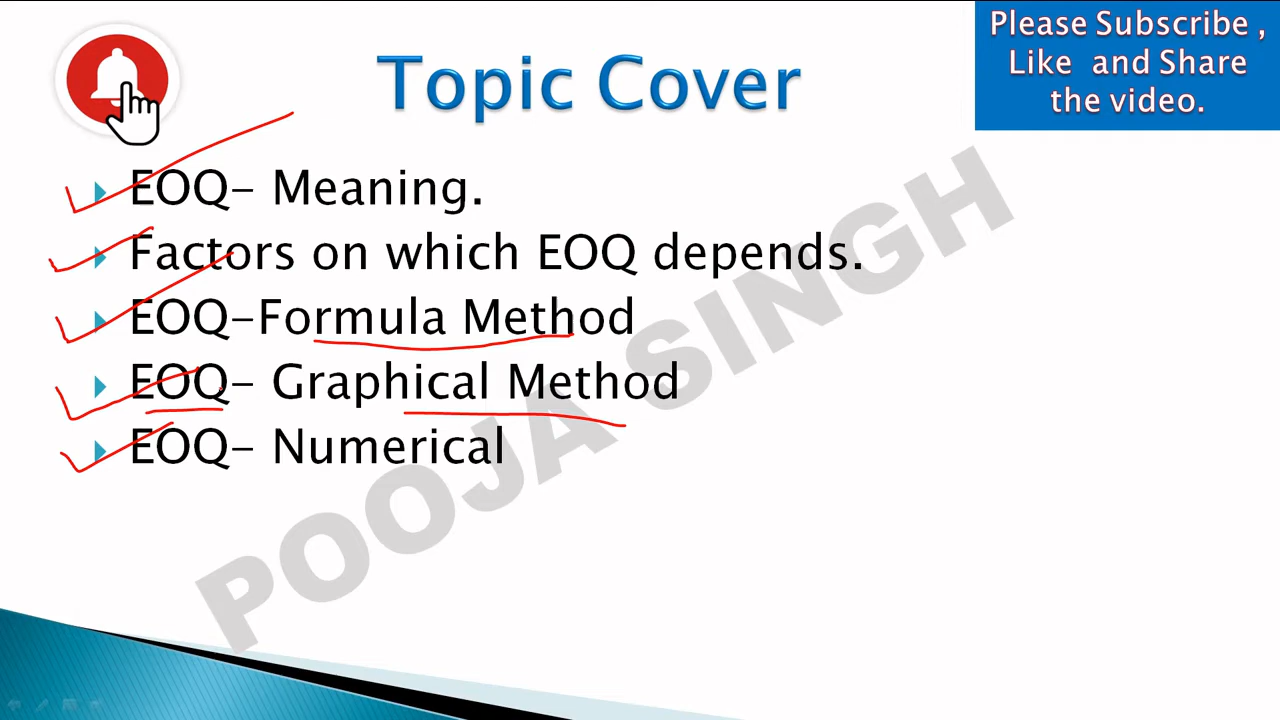 Topic Cover
Please Subscribe ,
Like and Share
the video.
EOQ- Meaning.
Factors on which EOQ depends.
EOQ-Formula Method
EOQ- Graphical Method
EOQ- Numerical
POOJA SINGH